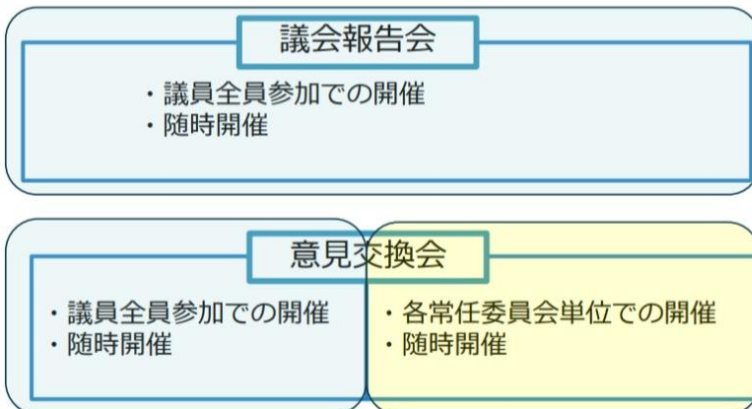 議会報告会
・議員全員参加での開催
・随時開催
意見交換会
・議員全員参加での開催
・随時開催
・各常任委員会単位での開催
・随時開催